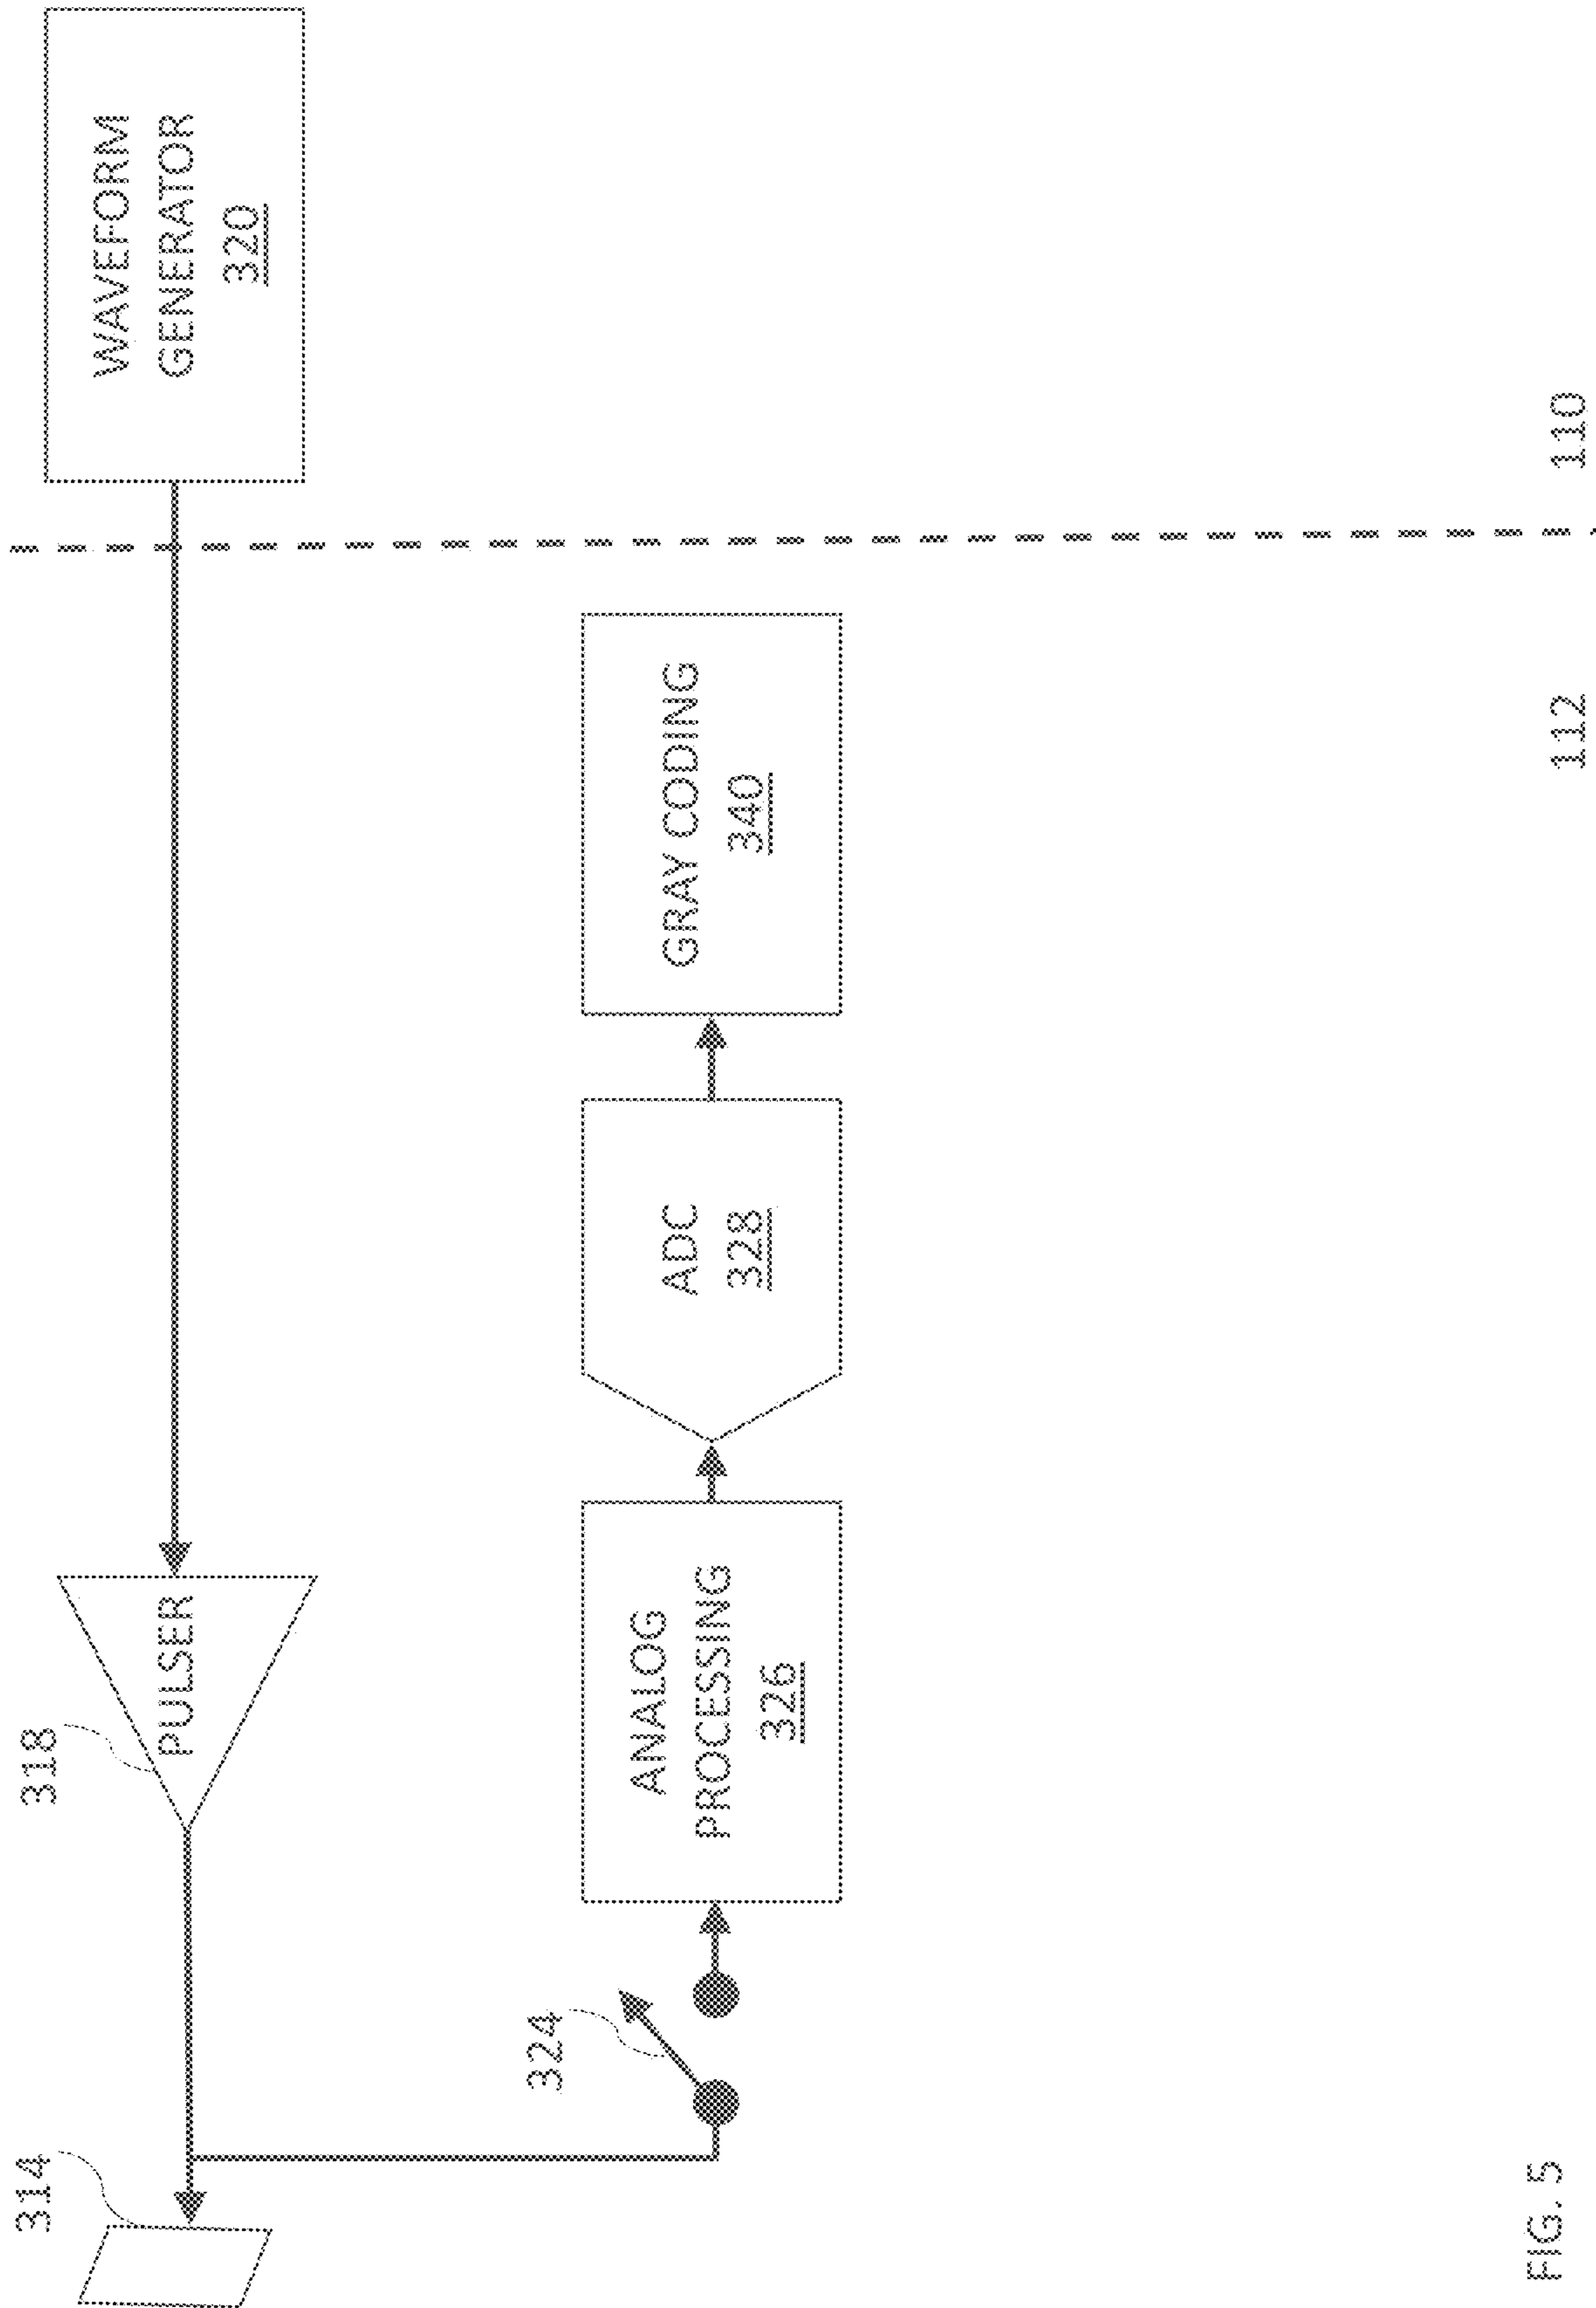 314
318
PULSER
WAVEFORM
GENERATOR
320
324
ANALOG
PROCESSING
326
ADC
328
GRAY CODING
340
FIG. 5
112
110